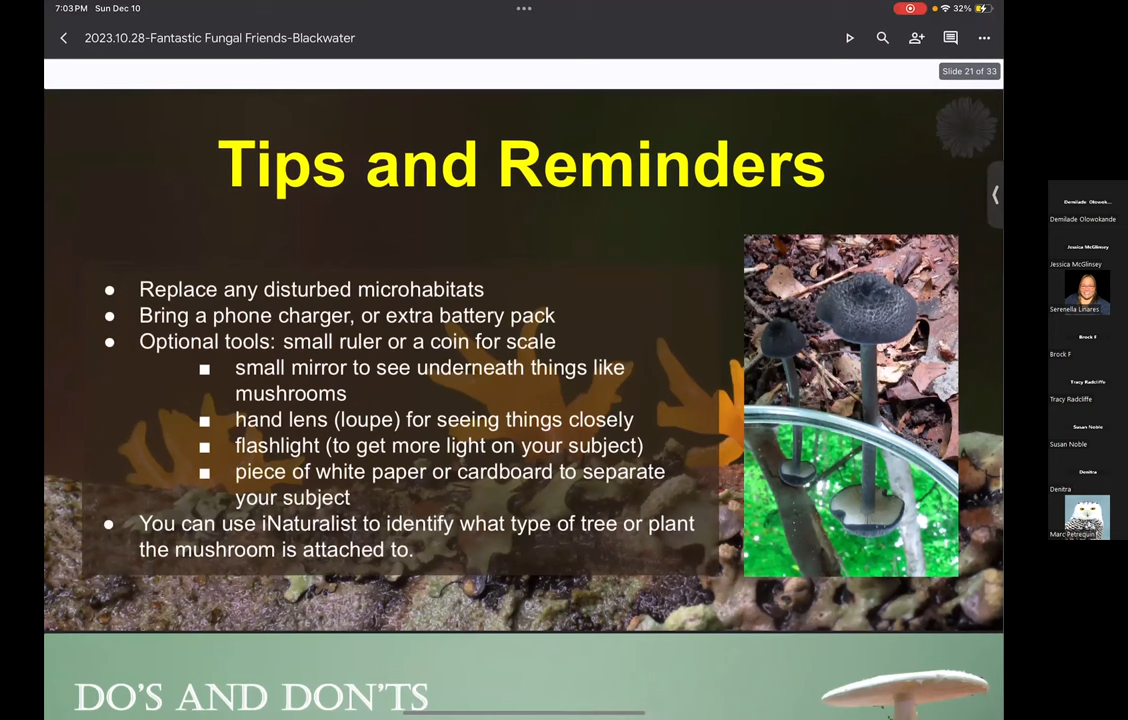 7:03 PM Sun Dec 10
32%
2023.10.28-Fantastic Fungal Friends-Blackwater
Slide 21 of 33
Tips and Reminders
● Replace any disturbed microhabitats
● Bring a phone charger, or extra battery pack
● Optional tools: small ruler or a coin for scale
■ small mirror to see underneath things like
mushrooms
■ hand lens (loupe) for seeing things closely
■ flashlight (to get more light on your subject)
■ piece of white paper or cardboard to separate
your subject
● You can use iNaturalist to identify what type of tree or plant
the mushroom is attached to.
DO'S AND DON'TS
Demilade Olowok...
Demilade Olowokande
Jessica McGlinsey
Jessica McGlinsey
Serenella Linares
Brock F
Brock F
Tracy Radcliffe
Tracy Radcliffe
Susan Noble
Susan Noble
Denitra
Denitra
Marc Petrequin